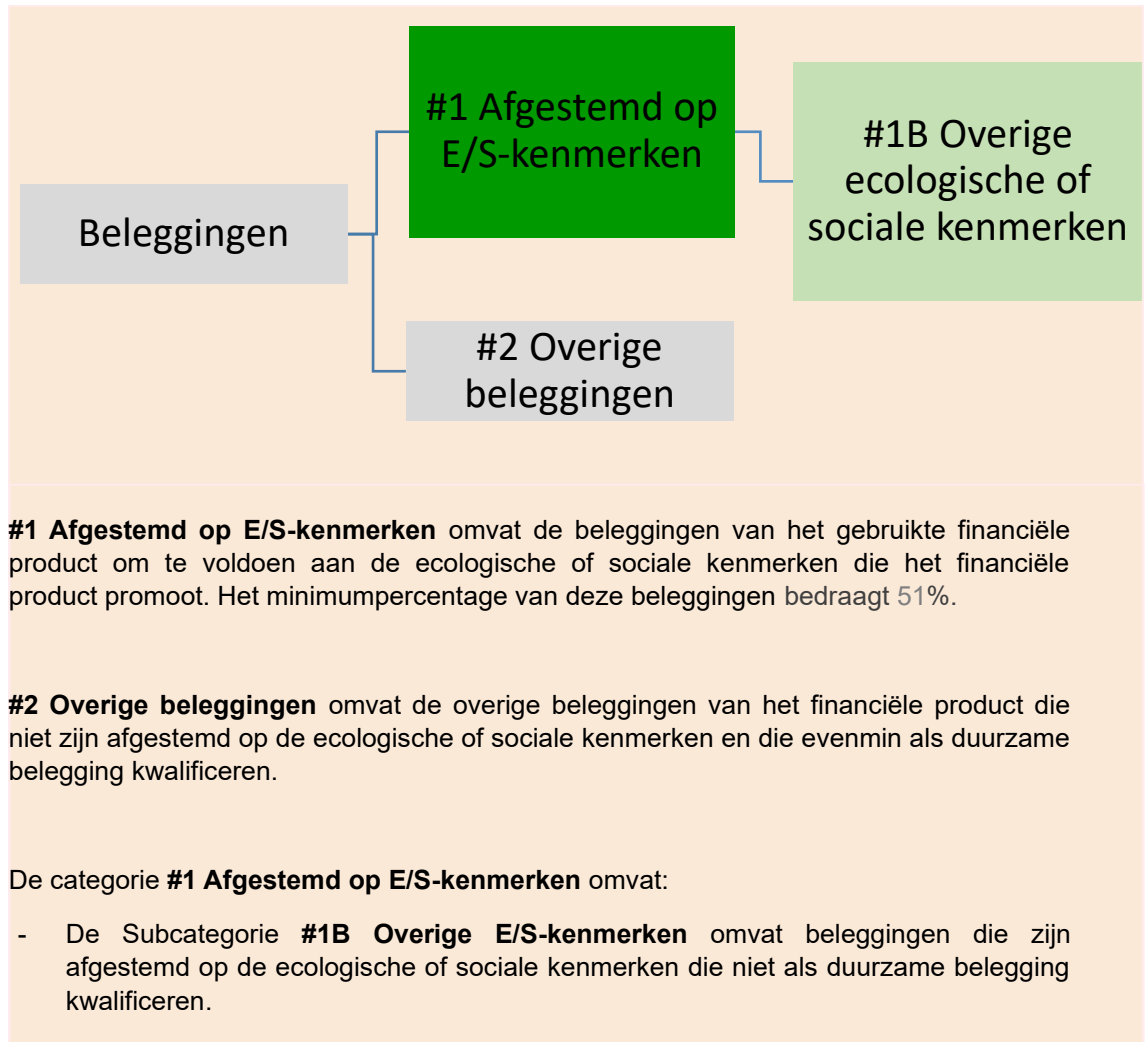 #1 Afgestemd op
E/S-kenmerken
#1B Overige
ecologische of
sociale kenmerken
Beleggingen
#2 Overige
beleggingen
#1 Afgestemd op E/S-kenmerken omvat de beleggingen van het gebruikte financiële
product om te voldoen aan de ecologische of sociale kenmerken die het financiële
product promoot. Het minimumpercentage van deze beleggingen bedraagt 51%.
#2 Overige beleggingen omvat de overige beleggingen van het financiële product die
niet zijn afgestemd op de ecologische of sociale kenmerken en die evenmin als duurzame
belegging kwalificeren.
De categorie #1 Afgestemd op E/S-kenmerken omvat:
- De Subcategorie #1B Overige E/S-kenmerken omvat beleggingen die zijn
afgestemd op de ecologische of sociale kenmerken die niet als duurzame belegging
kwalificeren.